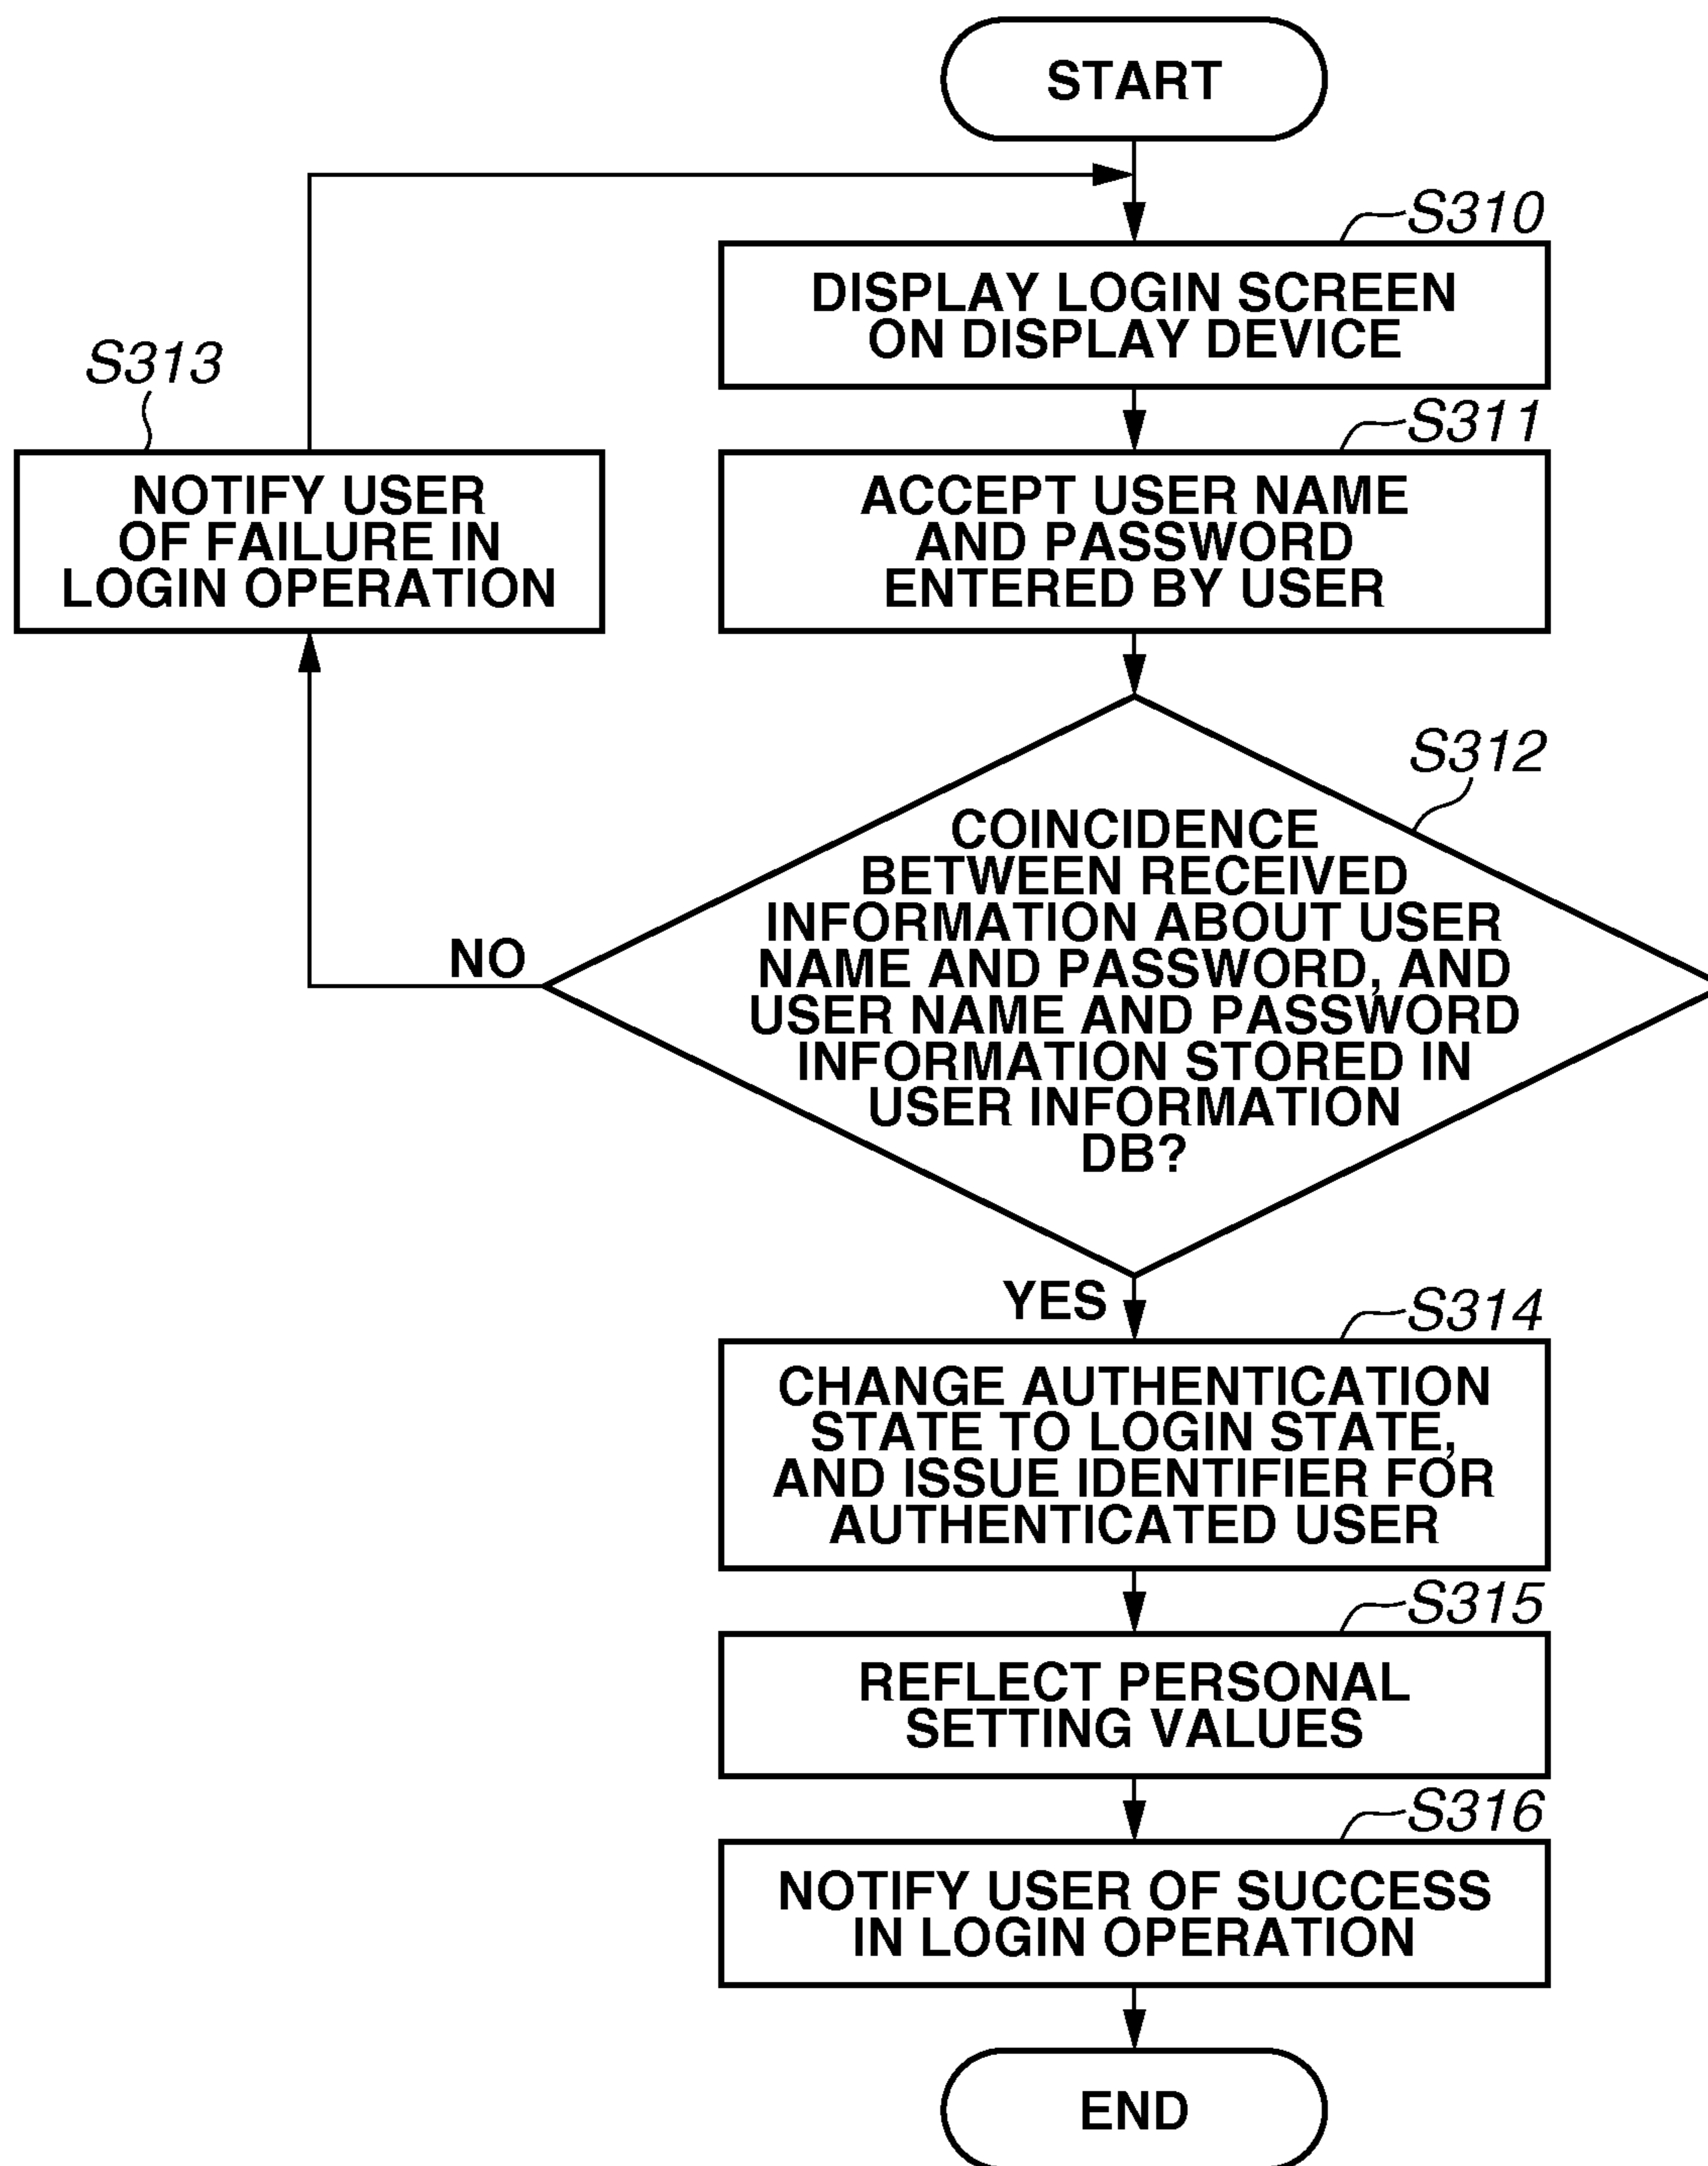 START
S310
DISPLAY LOGIN SCREEN
ON DISPLAY DEVICE
S313
NOTIFY USER
OF FAILURE IN
LOGIN OPERATION
S311
ACCEPT USER NAME
AND PASSWORD
ENTERED BY USER
S312
COINCIDENCE
BETWEEN RECEIVED
INFORMATION ABOUT USER
NAME AND PASSWORD, AND
USER NAME AND PASSWORD
INFORMATION STORED IN
USER INFORMATION
DB?
NO
YES
S314
CHANGE AUTHENTICATION
STATE TO LOGIN STATE,
AND ISSUE IDENTIFIER FOR
AUTHENTICATED USER
S315
REFLECT PERSONAL
SETTING VALUES
S316
NOTIFY USER OF SUCCESS
IN LOGIN OPERATION
END